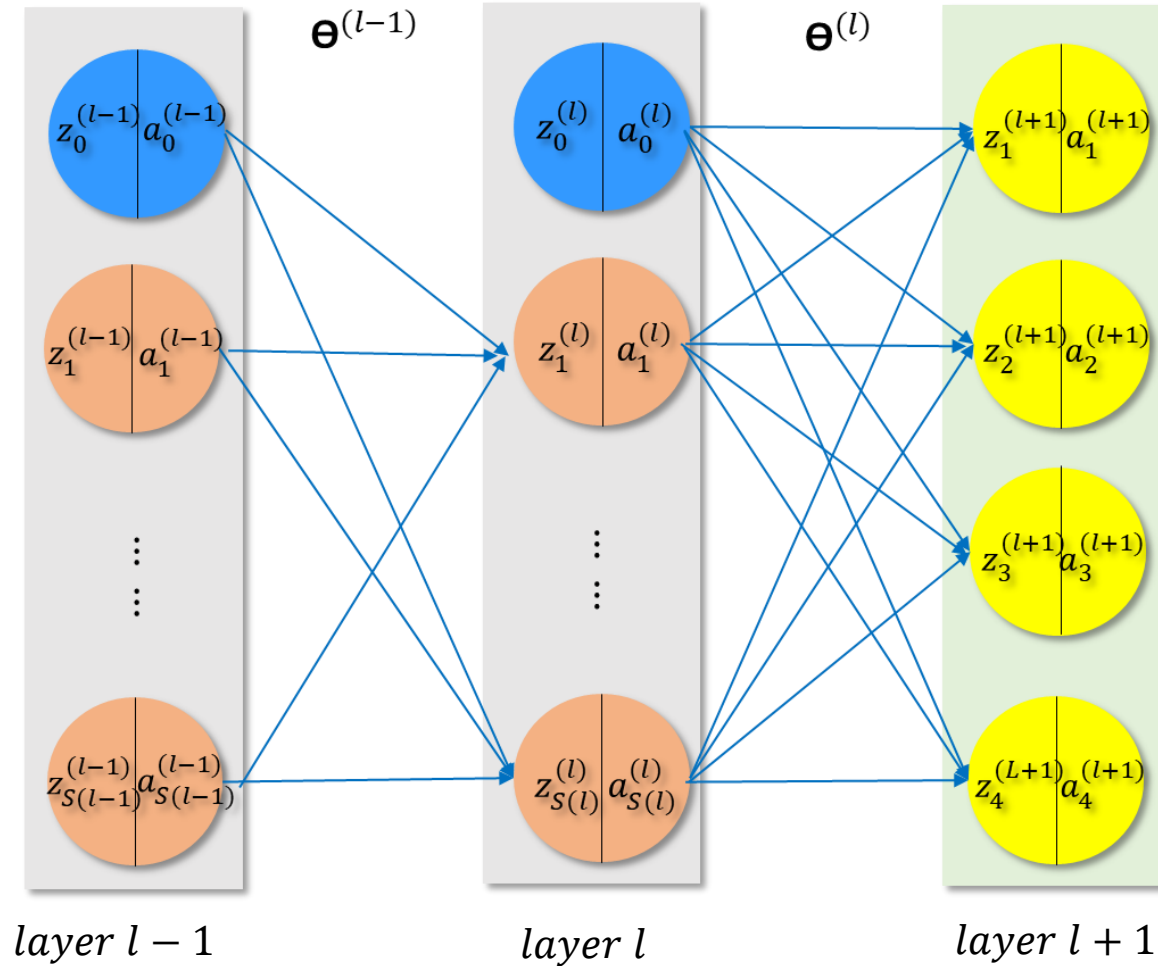 Θ^(l−1)
Θ^(l)
z_0^(l−1) a_0^(l−1)
z_0^(l) a_0^(l)
z_1^(l+1) a_1^(l+1)
z_1^(l−1) a_1^(l−1)
z_1^(l) a_1^(l)
z_2^(l+1) a_2^(l+1)
⋮
⋮
⋮
⋮
z_3^(l+1) a_3^(l+1)
z_S(l−1)^(l−1) a_S(l−1)^(l−1)
z_S(l)^(l) a_S(l)^(l)
z_4^(L+1) a_4^(l+1)
layer l − 1
layer l
layer l + 1